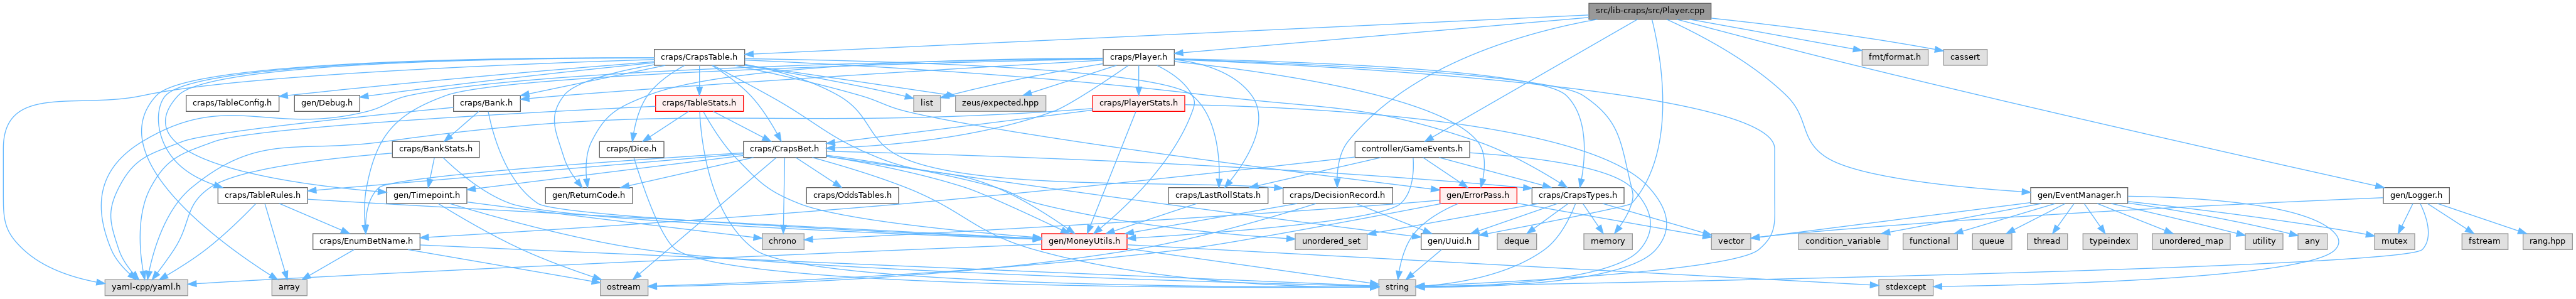 src/lib-craps/src/Player.cpp
craps/CrapsTable.h
craps/Player.h
fmt/format.h
cassert
craps/TableConfig.h
gen/Debug.h
craps/Bank.h
craps/TableStats.h
list
zeus/expected.hpp
craps/PlayerStats.h
craps/BankStats.h
craps/Dice.h
craps/CrapsBet.h
controller/GameEvents.h
craps/TableRules.h
gen/Timepoint.h
gen/ReturnCode.h
craps/OddsTables.h
craps/LastRollStats.h
craps/DecisionRecord.h
gen/ErrorPass.h
craps/CrapsTypes.h
gen/EventManager.h
gen/Logger.h
craps/EnumBetName.h
chrono
gen/MoneyUtils.h
unordered_set
gen/Uuid.h
deque
memory
vector
condition_variable
functional
queue
thread
typeindex
unordered_map
utility
any
mutex
fstream
rang.hpp
yaml-cpp/yaml.h
array
ostream
string
stdexcept